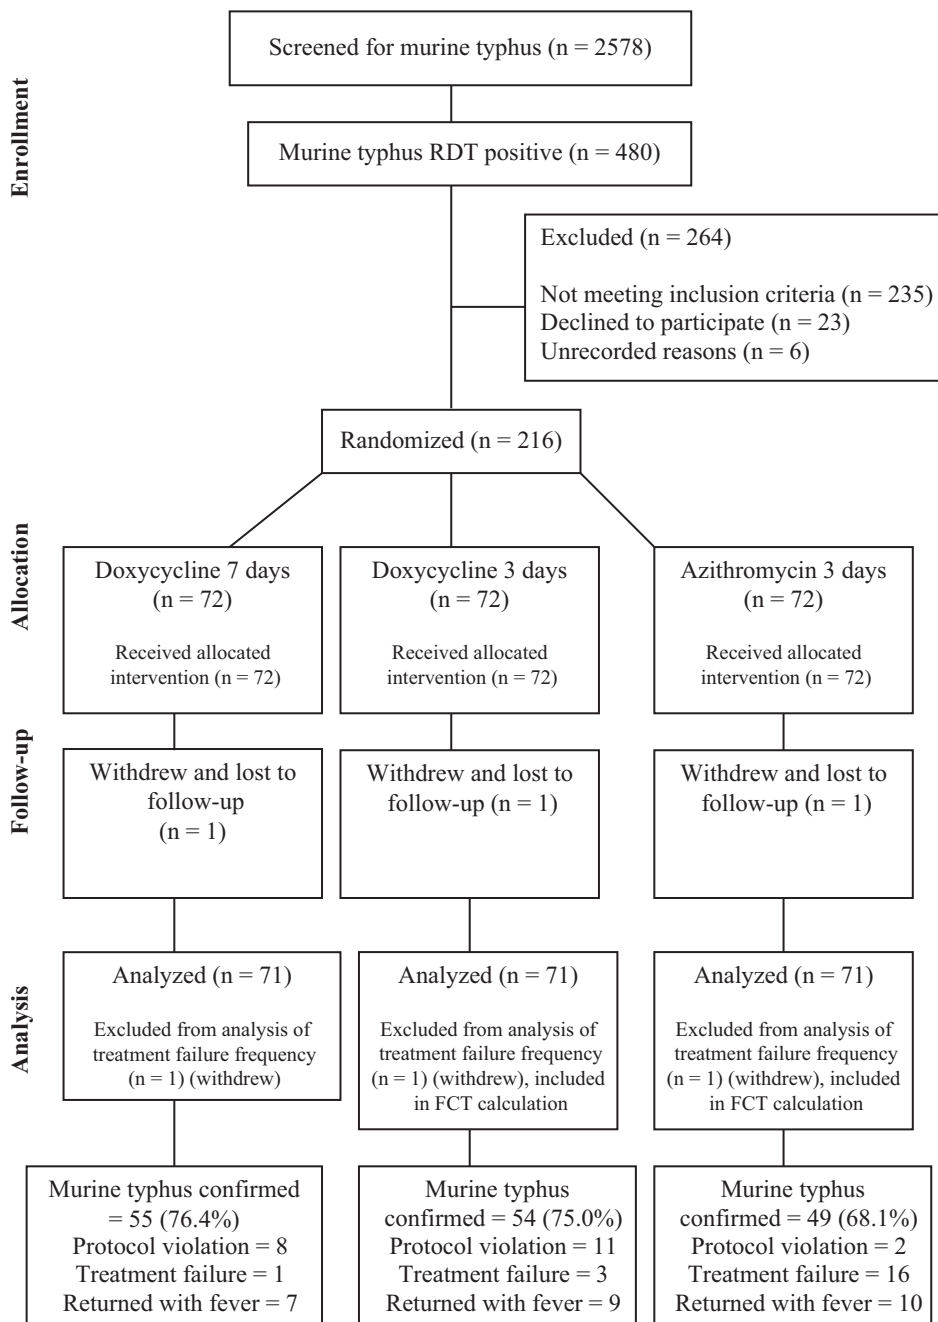 Enrollment
Screened for murine typhus (n = 2578)
Murine typhus RDT positive (n = 480)
Excluded (n = 264)
Not meeting inclusion criteria (n = 235)
Declined to participate (n = 23)
Unrecorded reasons (n = 6)
Randomized (n = 216)
Allocation
Doxycycline 7 days
(n = 72)
Received allocated
intervention (n = 72)
Doxycycline 3 days
(n = 72)
Received allocated
intervention (n = 72)
Azithromycin 3 days
(n = 72)
Received allocated
intervention (n = 72)
Follow-up
Withdrew and lost to
follow-up
(n = 1)
Withdrew and lost to
follow-up (n = 1)
Withdrew and lost to
follow-up (n = 1)
Analysis
Analyzed (n = 71)
Excluded from analysis of
treatment failure frequency
(n = 1) (withdrew)
Analyzed (n = 71)
Excluded from analysis of
treatment failure frequency
(n = 1) (withdrew), included
in FCT calculation
Analyzed (n = 71)
Excluded from analysis of
treatment failure frequency
(n = 1) (withdrew), included
in FCT calculation
Murine typhus confirmed
= 55 (76.4%)
Protocol violation = 8
Treatment failure = 1
Returned with fever = 7
Murine typhus
confirmed = 54 (75.0%)
Protocol violation = 11
Treatment failure = 3
Returned with fever = 9
Murine typhus
confirmed = 49 (68.1%)
Protocol violation = 2
Treatment failure = 16
Returned with fever = 10